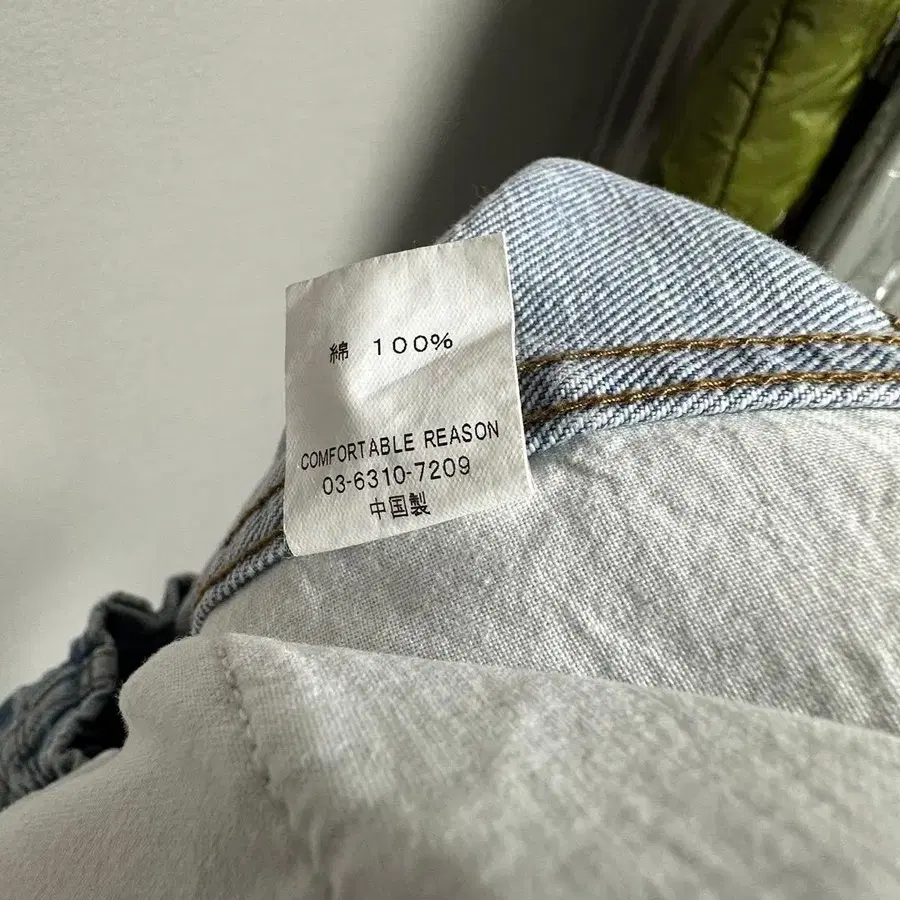 綿 100%
COMFORTABLE REASON
03-6310-7209
中国製